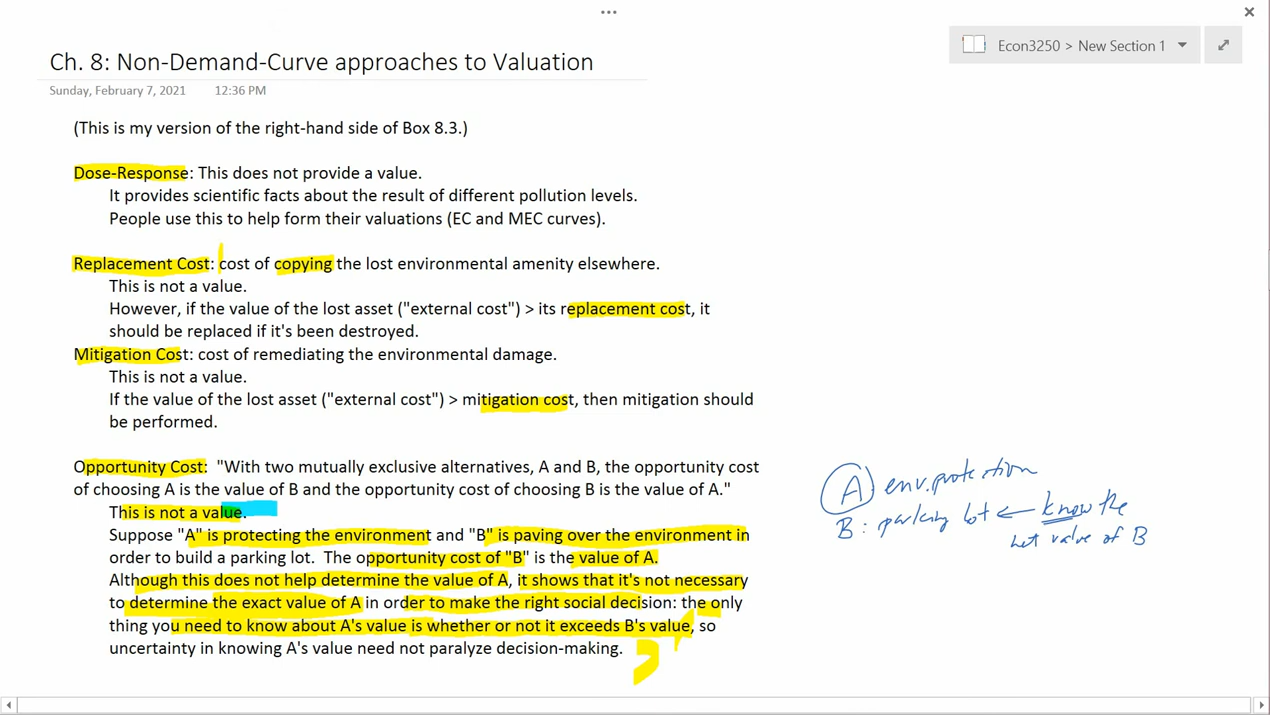 Econ3250 > New Section 1
Ch. 8: Non-Demand-Curve approaches to Valuation
Sunday, February 7, 2021 12:36 PM
(This is my version of the right-hand side of Box 8.3.)
Dose-Response: This does not provide a value.
It provides scientific facts about the result of different pollution levels.
People use this to help form their valuations (EC and MEC curves).
Replacement Cost: cost of copying the lost environmental amenity elsewhere.
This is not a value.
However, if the value of the lost asset ("external cost") > its replacement cost, it
should be replaced if it's been destroyed.
Mitigation Cost: cost of remediating the environmental damage.
This is not a value.
If the value of the lost asset ("external cost") > mitigation cost, then mitigation should
be performed.
Opportunity Cost: "With two mutually exclusive alternatives, A and B, the opportunity cost
of choosing A is the value of B and the opportunity cost of choosing B is the value of A."
This is not a value.
Suppose "A" is protecting the environment and "B" is paving over the environment in
order to build a parking lot. The opportunity cost of "B" is the value of A.
Although this does not help determine the value of A, it shows that it's not necessary
to determine the exact value of A in order to make the right social decision: the only
thing you need to know about A's value is whether or not it exceeds B's value, so
uncertainty in knowing A's value need not paralyze decision-making.
A env. protection
B: parking lot ← know the
net value of B